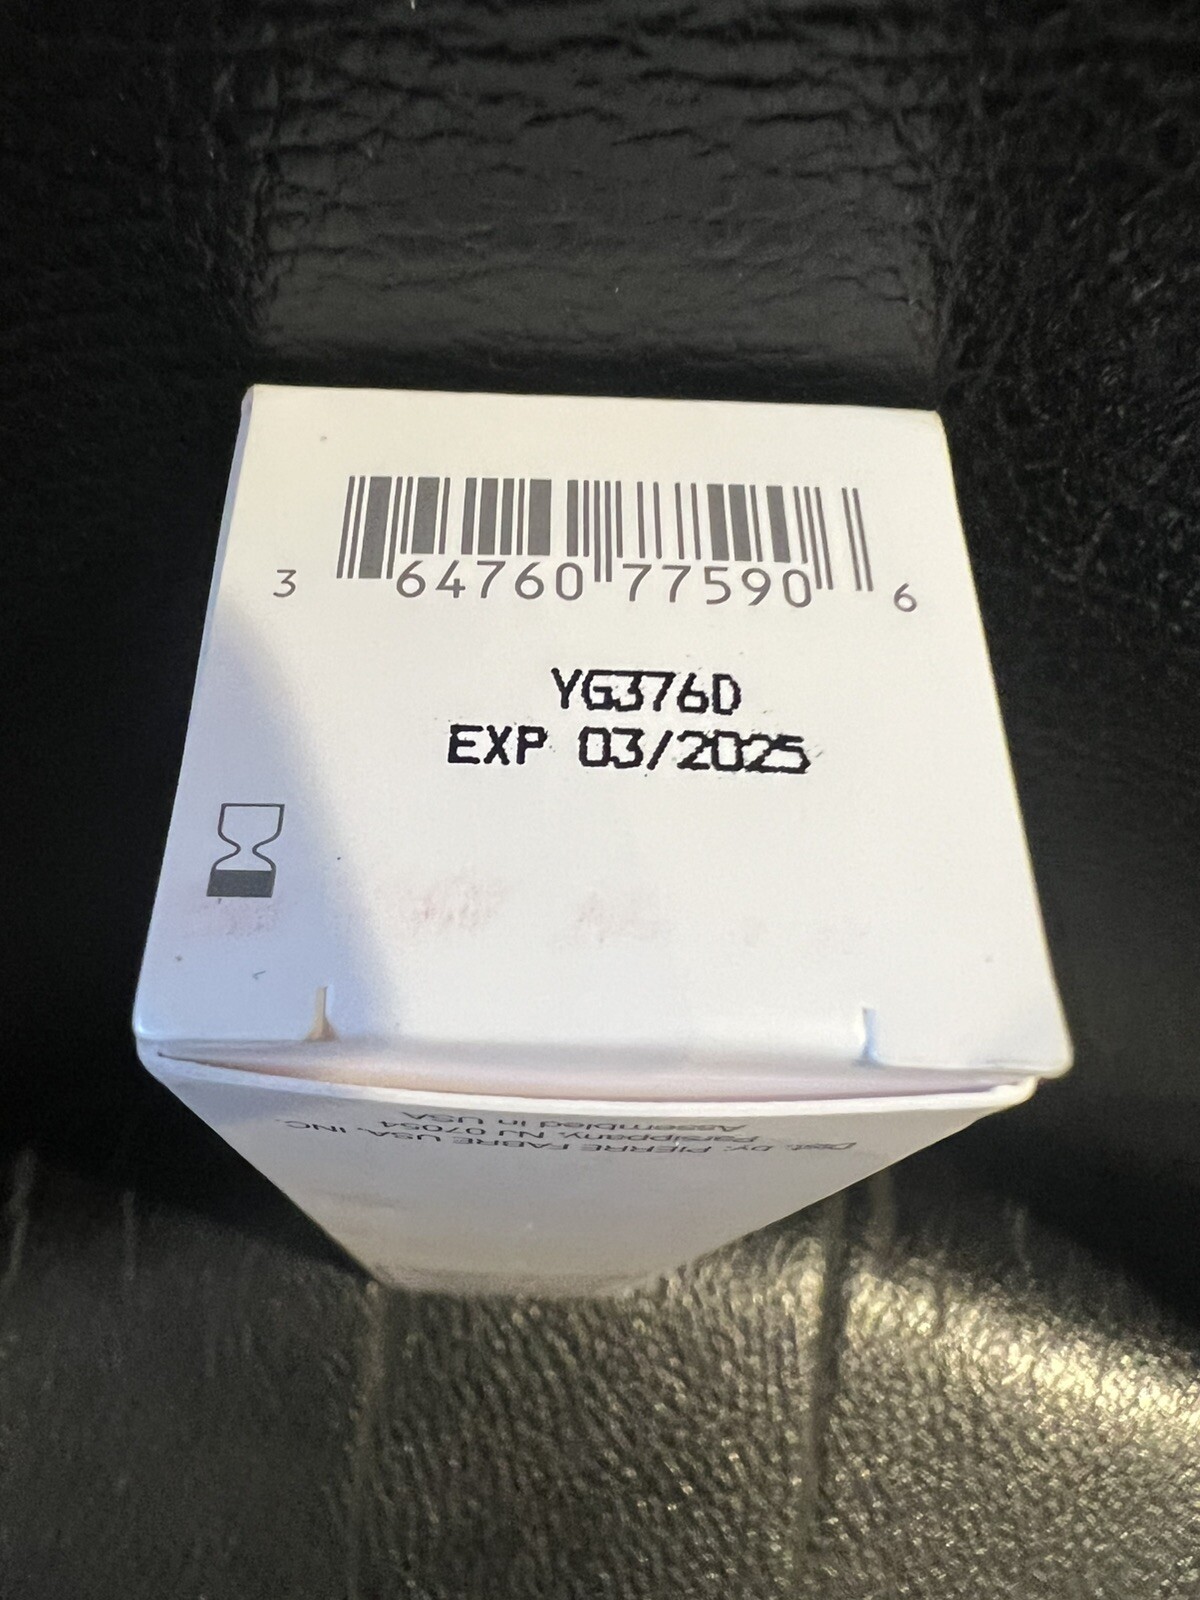 3 64760 77590 6
YG376D
EXP 03/2025
Dist. by: PIERRE FABRE USA, INC.
Parsippany, NJ 07054
Assembled in USA